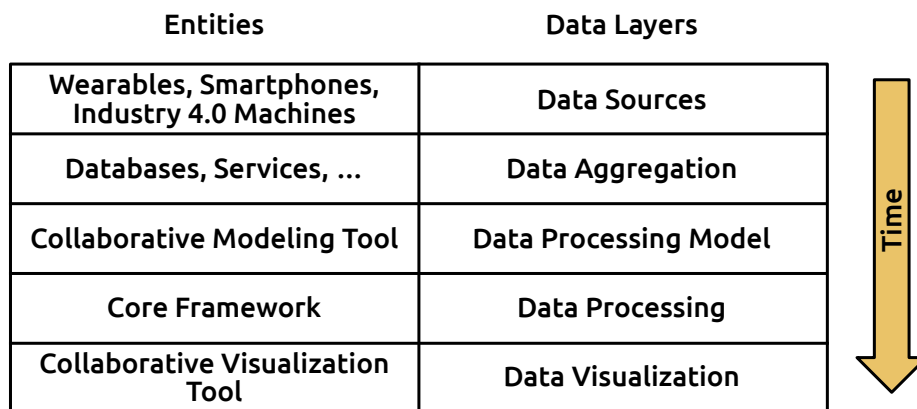 Entities
Data Layers
Wearables, Smartphones,
Industry 4.0 Machines
Data Sources
Databases, Services, ...
Data Aggregation
Collaborative Modeling Tool
Data Processing Model
Core Framework
Data Processing
Collaborative Visualization
Tool
Data Visualization
Time